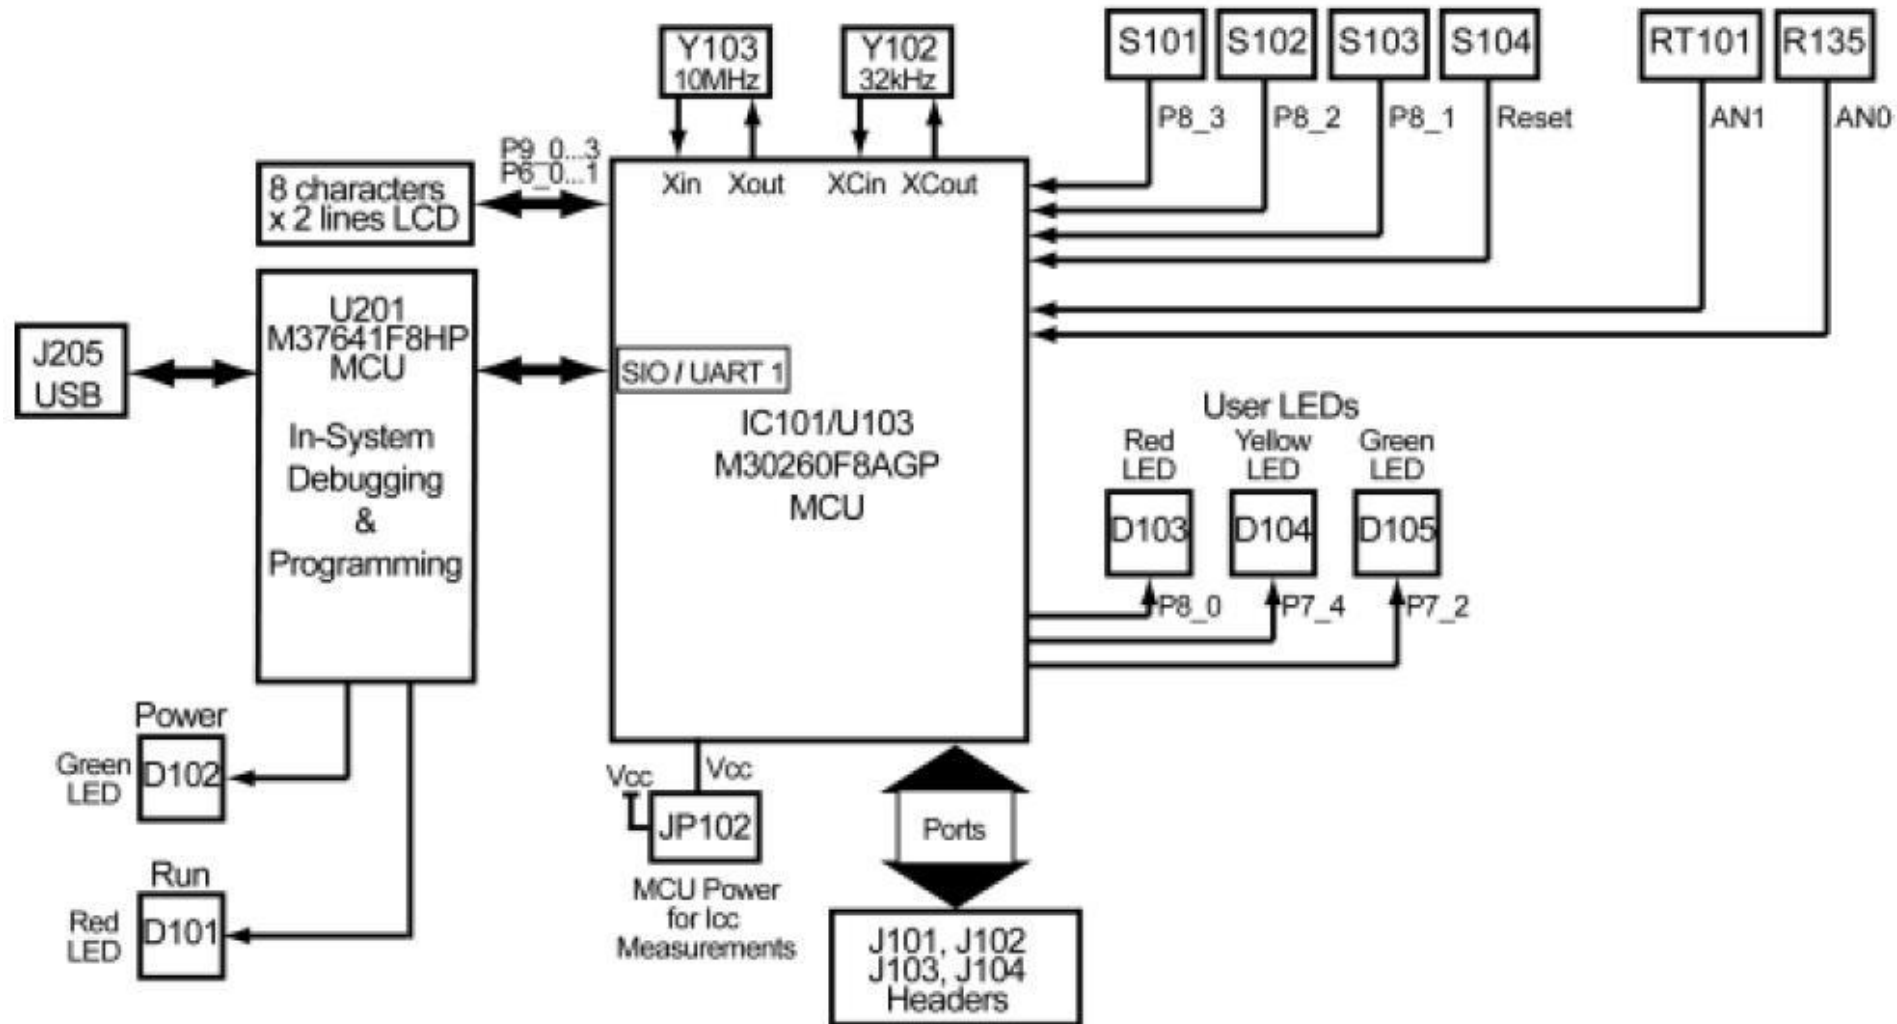 Y103
10MHz
Y102
32kHz
S101
S102
S103
S104
RT101
R135
P8_3
P8_2
P8_1
Reset
AN1
AN0
P9_0...3
P6_0...1
Xin
Xout
XCin
XCout
8 characters
x 2 lines LCD
U201
M37641F8HP
MCU
In-System
Debugging
&
Programming
J205
USB
SIO / UART 1
IC101/U103
M30260F8AGP
MCU
User LEDs
Red
LED
Yellow
LED
Green
LED
D103
D104
D105
P8_0
P7_4
P7_2
Power
Green
LED
D102
Run
Red
LED
D101
Vcc
Vcc
JP102
MCU Power
for Icc
Measurements
Ports
J101, J102
J103, J104
Headers